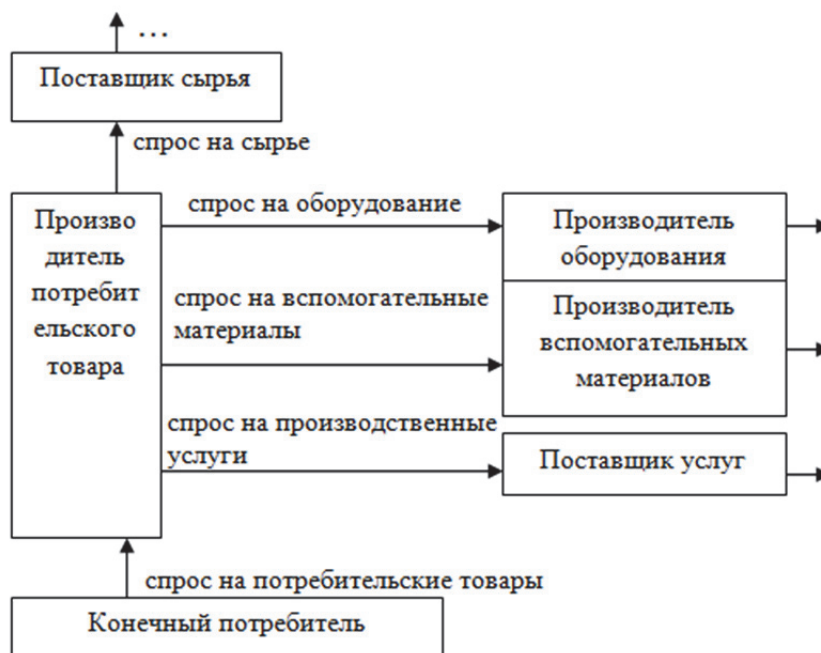 ...
Поставщик сырья
спрос на сырье
Произво
дитель
потребит
ельского
товара
спрос на оборудование
Производитель
оборудования
спрос на вспомогательные
материалы
Производитель
вспомогательных
материалов
спрос на производственные
услуги
Поставщик услуг
спрос на потребительские товары
Конечный потребитель